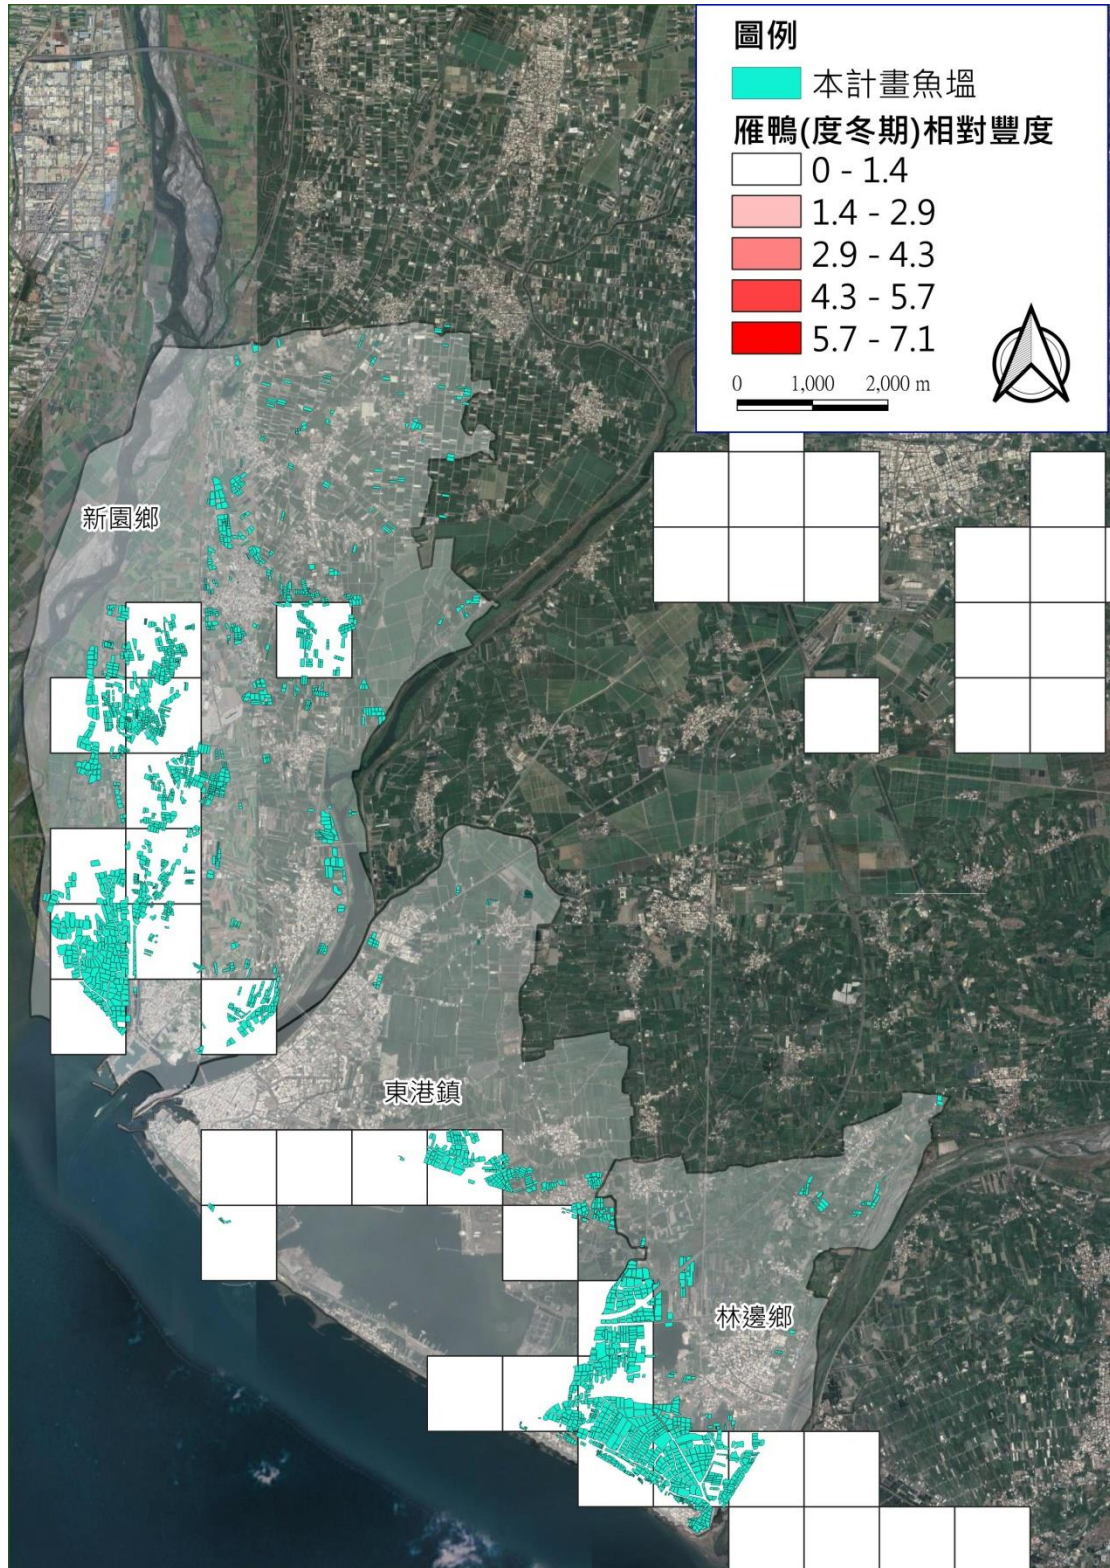 圖例
本計畫魚塭
雁鴨(度冬期)相對豐度
0 - 1.4
1.4 - 2.9
2.9 - 4.3
4.3 - 5.7
5.7 - 7.1
0 1,000 2,000 m
新園鄉
東港鎮
林邊鄉